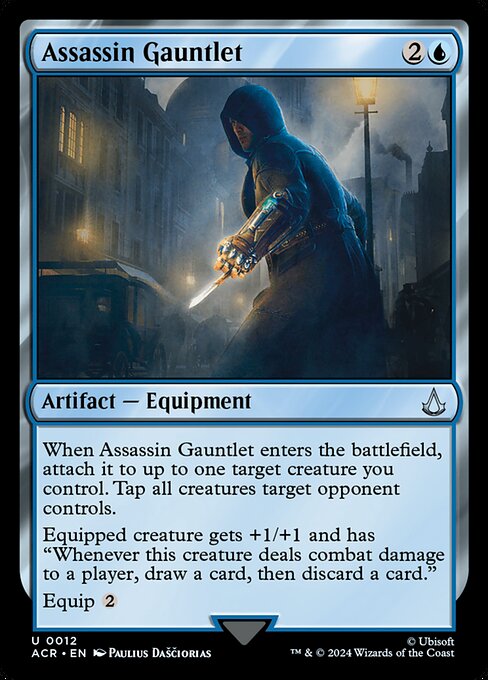 Assassin Gauntlet 2
Artifact — Equipment
When Assassin Gauntlet enters the battlefield,
attach it to up to one target creature you
control. Tap all creatures target opponent
controls.
Equipped creature gets +1/+1 and has
“Whenever this creature deals combat damage
to a player, draw a card, then discard a card.”
Equip 2
U 0012
ACR • EN Paulius Daščiorias
© Ubisoft
™ & © 2024 Wizards of the Coast